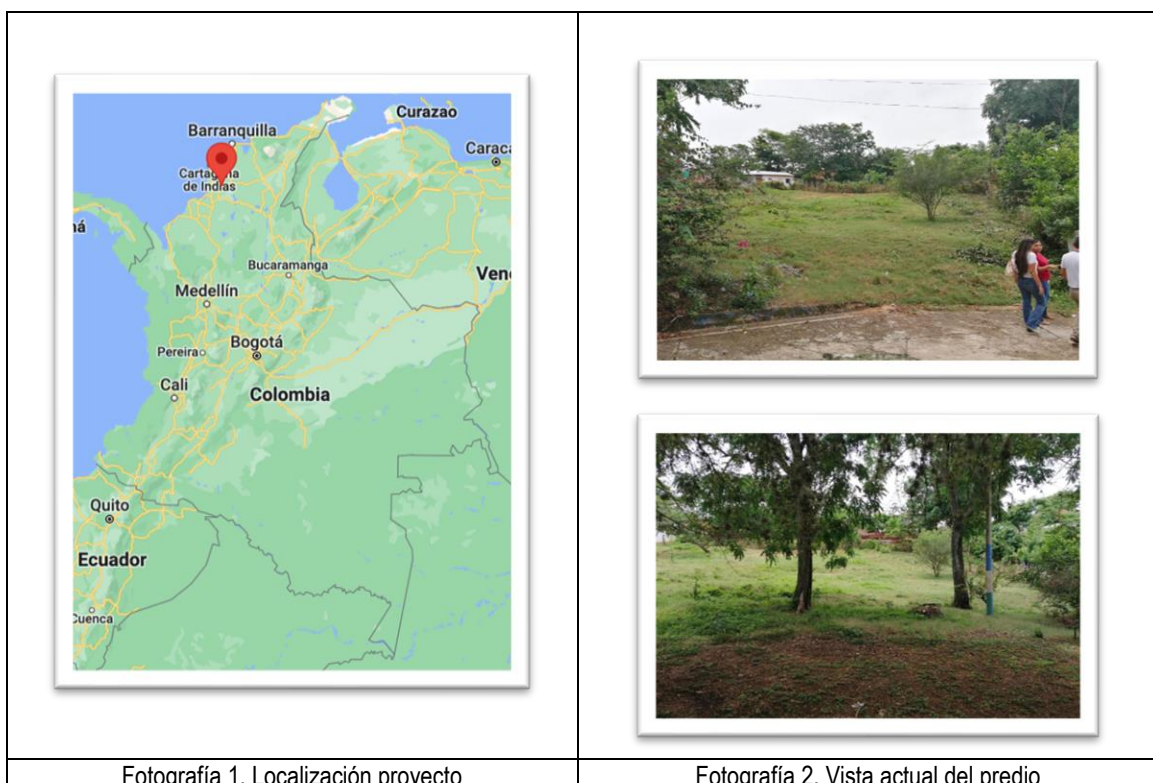 Curazao
Barranquilla
Caraca
Cartagena
de Indias
ná
Bucaramanga
Ven
Medellín
Bogotá
Pereira
Cali
Colombia
Quito
Ecuador
Cuenca
Fotografía 1. Localización proyecto
Fotografía 2. Vista actual del predio